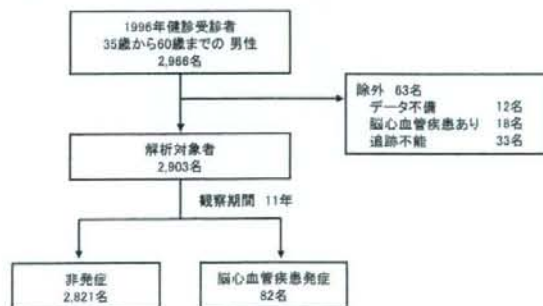 1996年健診受診者
35歳から60歳までの 男性
2,966名
除外 63名
データ不備 12名
脳心血管疾患あり 18名
追跡不能 33名
解析対象者
2,903名
観察期間 11年
非発症
2,821名
脳心血管疾患発症
82名